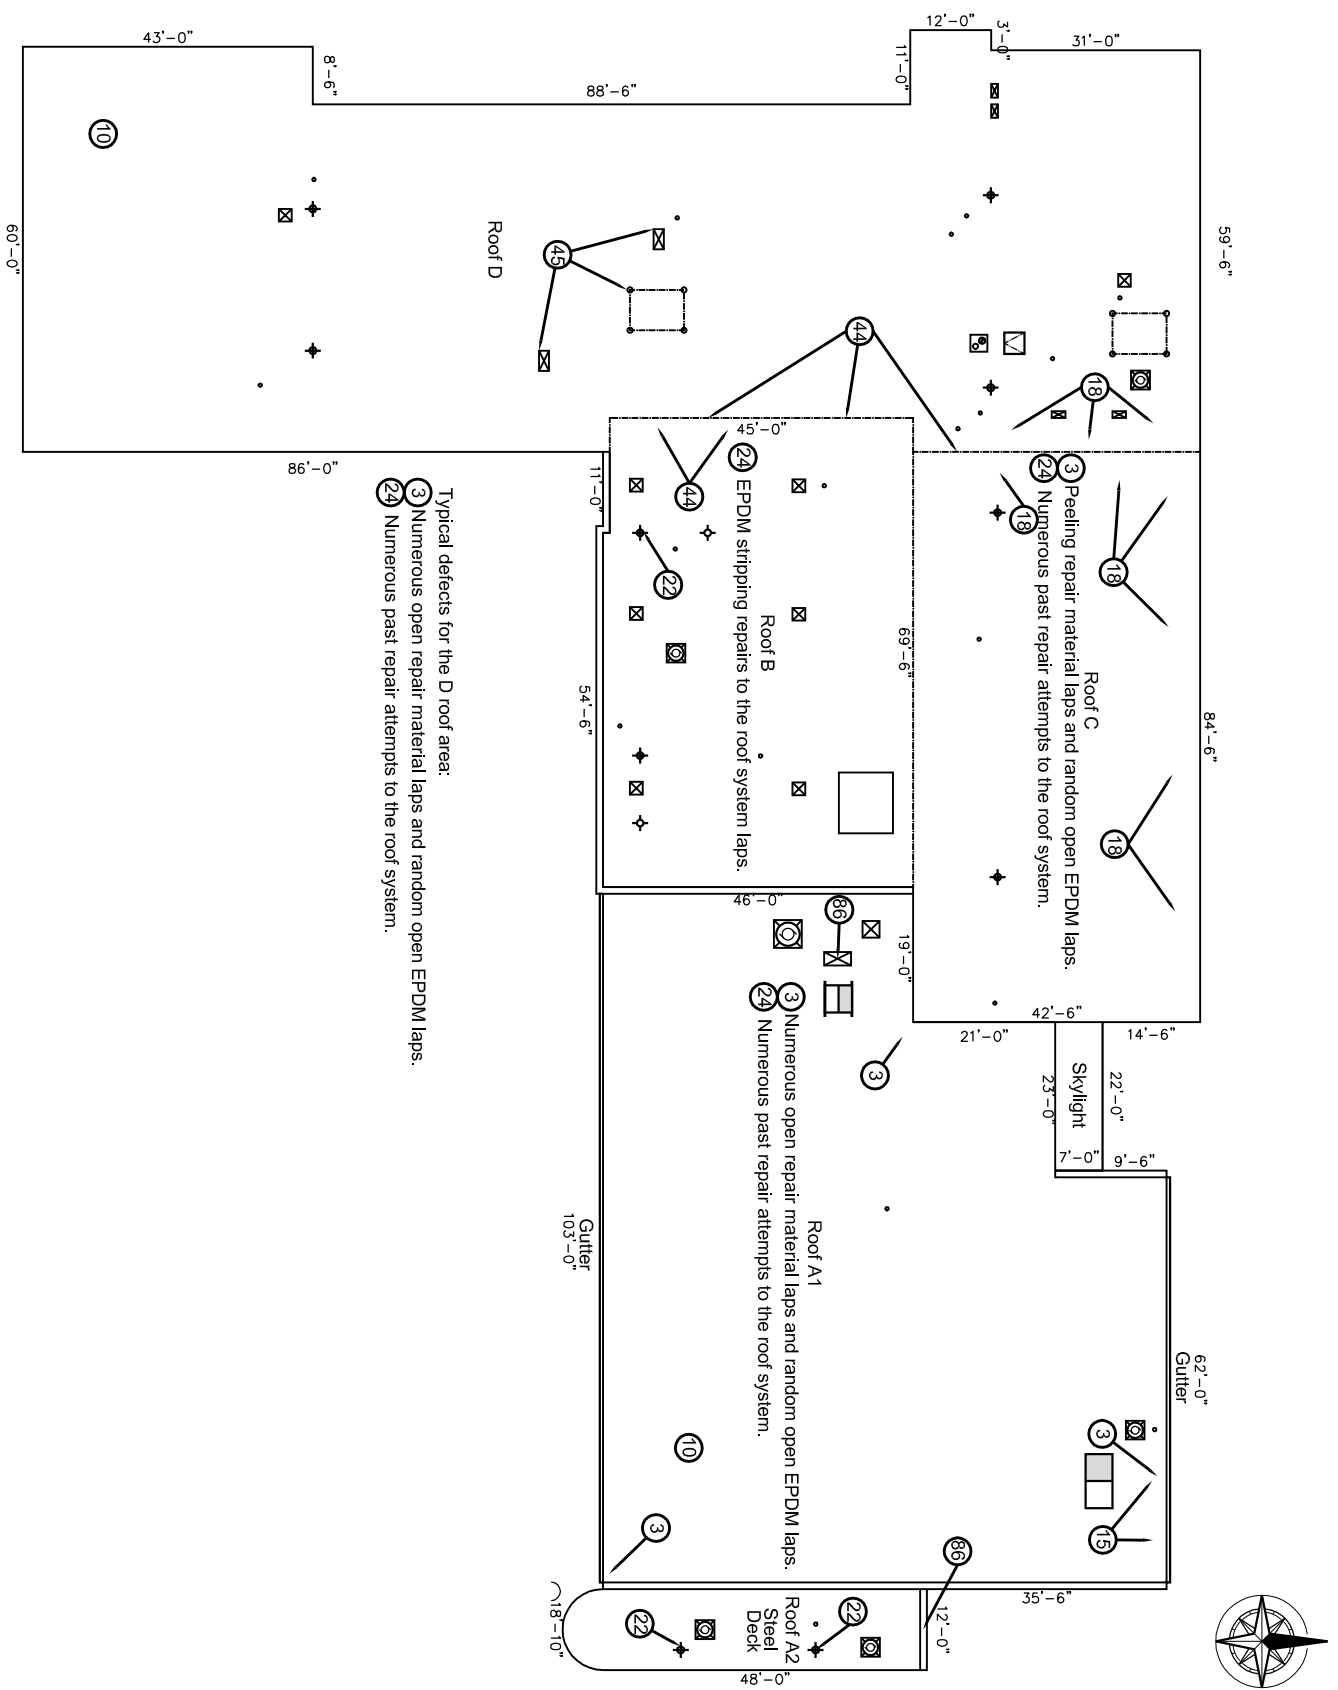 43'-0"
8'-6"
88'-6"
11'-0"
12'-0"
3'-0"
31'-0"
59'-6"
60'-0"
10
Roof D
45
44
18
86'-0"
11'-0"
45'-0"
24 EPDM stripping repairs to the roof system laps.
44
22
Roof B
69'-6"
54'-6"
46'-0"
3 Peeling repair material laps and random open EPDM laps.
24 Numerous past repair attempts to the roof system.
18
18
18
Roof C
84'-6"
42'-6"
19'-0"
21'-0"
14'-6"
Skylight
22'-0"
23'-0"
7'-0"
9'-6"
Typical defects for the D roof area:
3 Numerous open repair material laps and random open EPDM laps.
24 Numerous past repair attempts to the roof system.
86
Roof A1
3 Numerous open repair material laps and random open EPDM laps.
24 Numerous past repair attempts to the roof system.
3
Gutter
103'-0"
62'-0"
Gutter
10
3
3
15
86
35'-6"
12'-0"
Roof A2
Steel
Deck
22
22
18'-10"
48'-0"